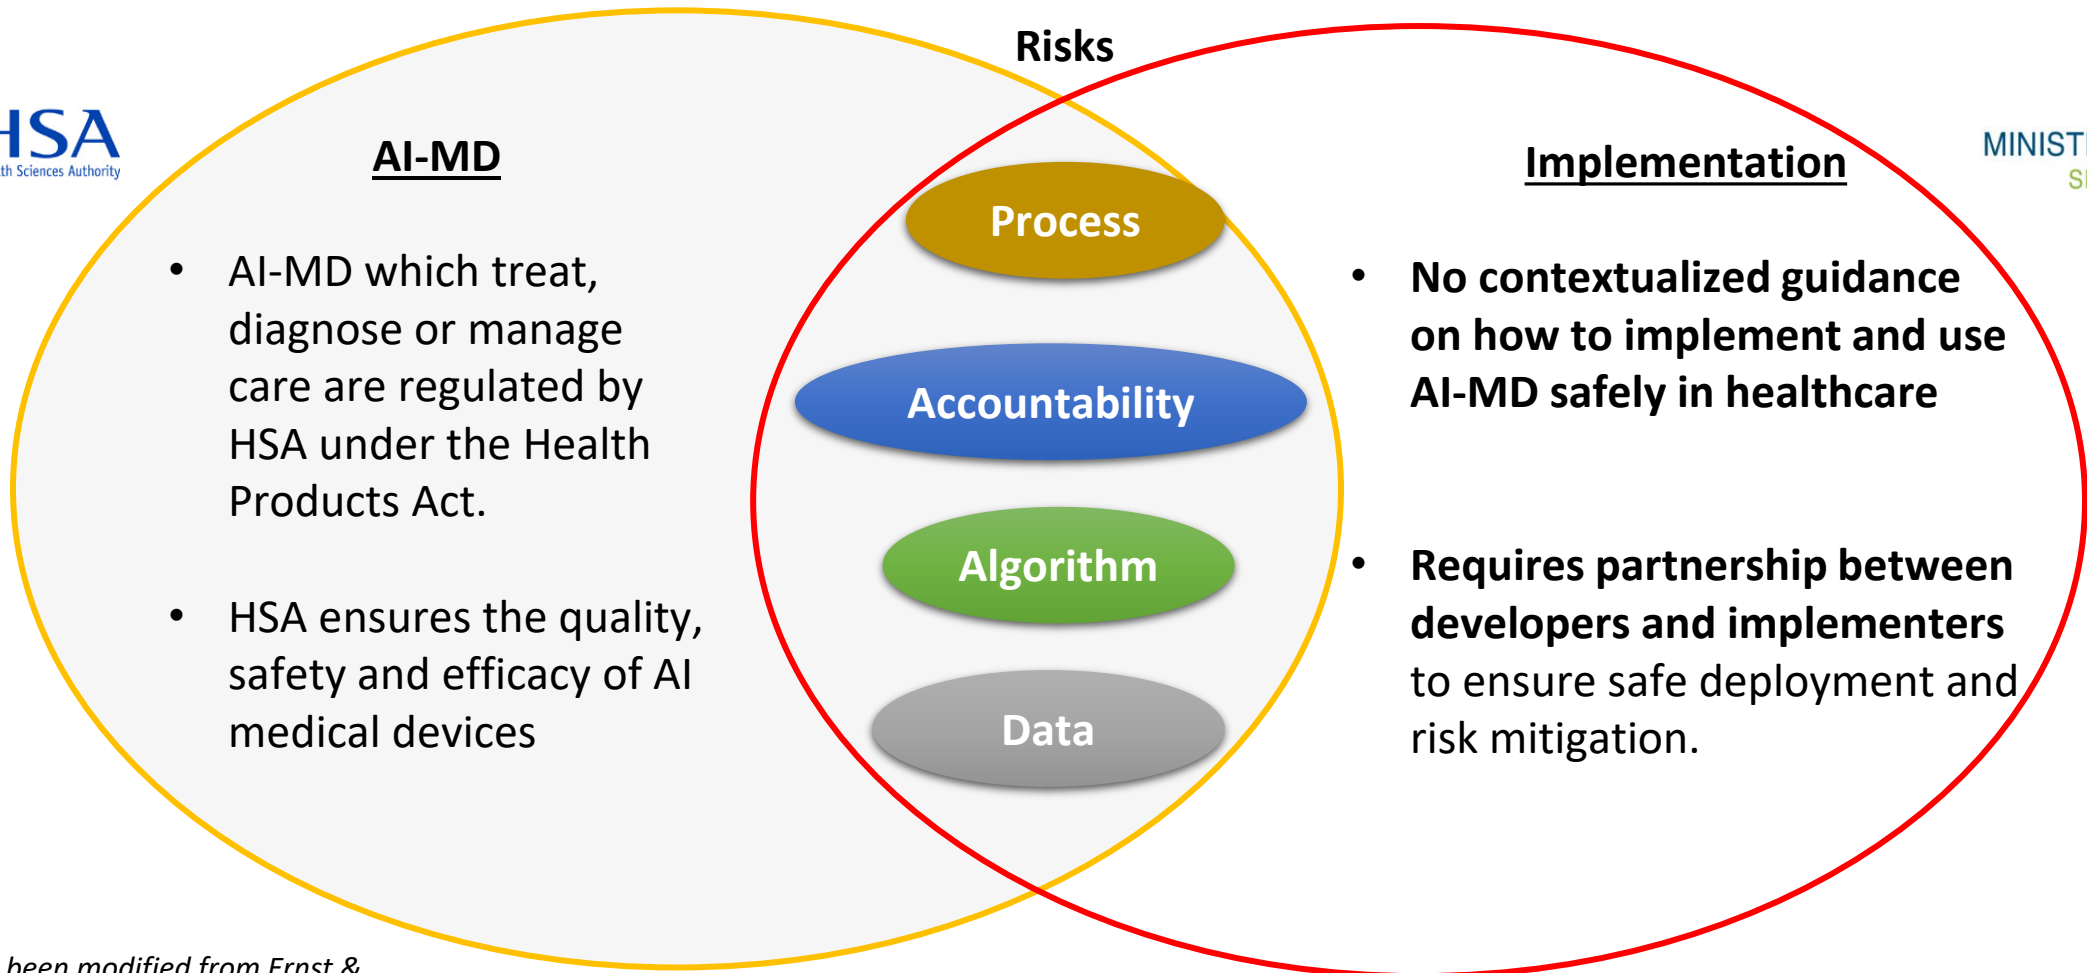 Risks
HSA
Sciences Authority
AI-MD
• AI-MD which treat,
diagnose or manage
care are regulated by
HSA under the Health
Products Act.
• HSA ensures the quality,
safety and efficacy of AI
medical devices
Process
Accountability
Algorithm
Data
Implementation
• No contextualized guidance
on how to implement and use
AI-MD safely in healthcare
• Requires partnership between
developers and implementers
to ensure safe deployment and
risk mitigation.
been modified from Ernst &